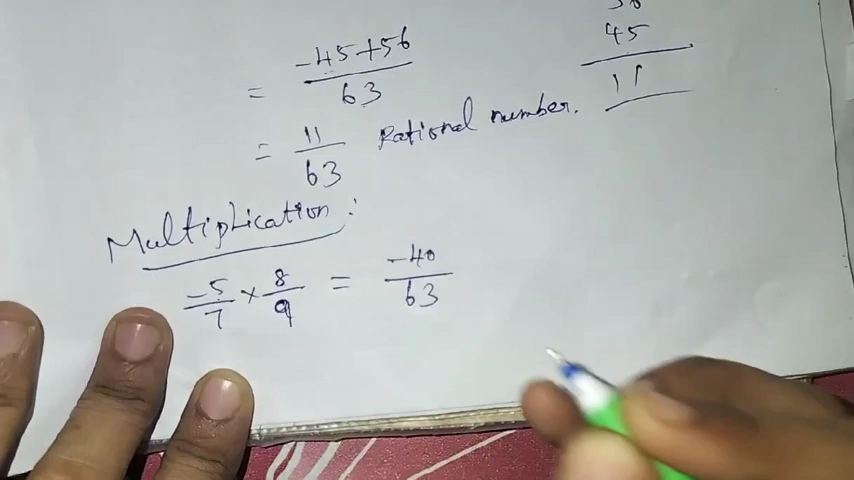 = -45+56/63
45
11
= 11/63 Rational number.
Multiplication:
-5/7 × 8/9 = -40/63